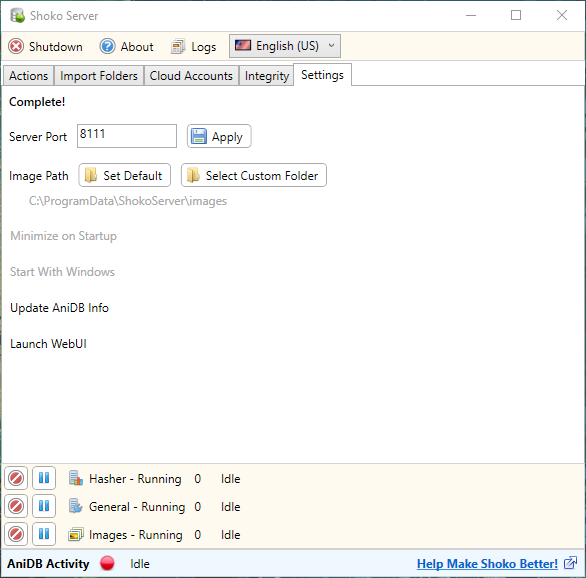 Shoko Server
Shutdown About Logs English (US)
Actions Import Folders Cloud Accounts Integrity Settings
Complete!
Server Port 8111 Apply
Image Path Set Default Select Custom Folder
C:\ProgramData\ShokoServer\images
Minimize on Startup
Start With Windows
Update AniDB Info
Launch WebUI
Hasher - Running 0 Idle
General - Running 0 Idle
Images - Running 0 Idle
AniDB Activity Idle Help Make Shoko Better!